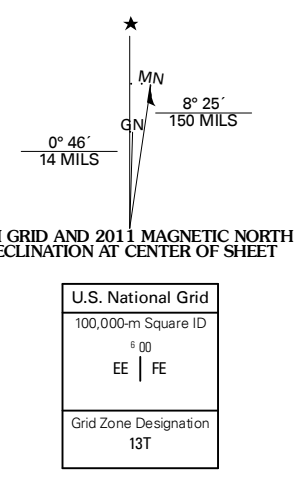 ★
MN
GN
8° 25´
150 MILS
0° 46´
14 MILS
GRID AND 2011 MAGNETIC NORTH
AT CENTER OF SHEET
U.S. National Grid
100,000-m Square ID
6 00
EE | FE
Grid Zone Designation
13T